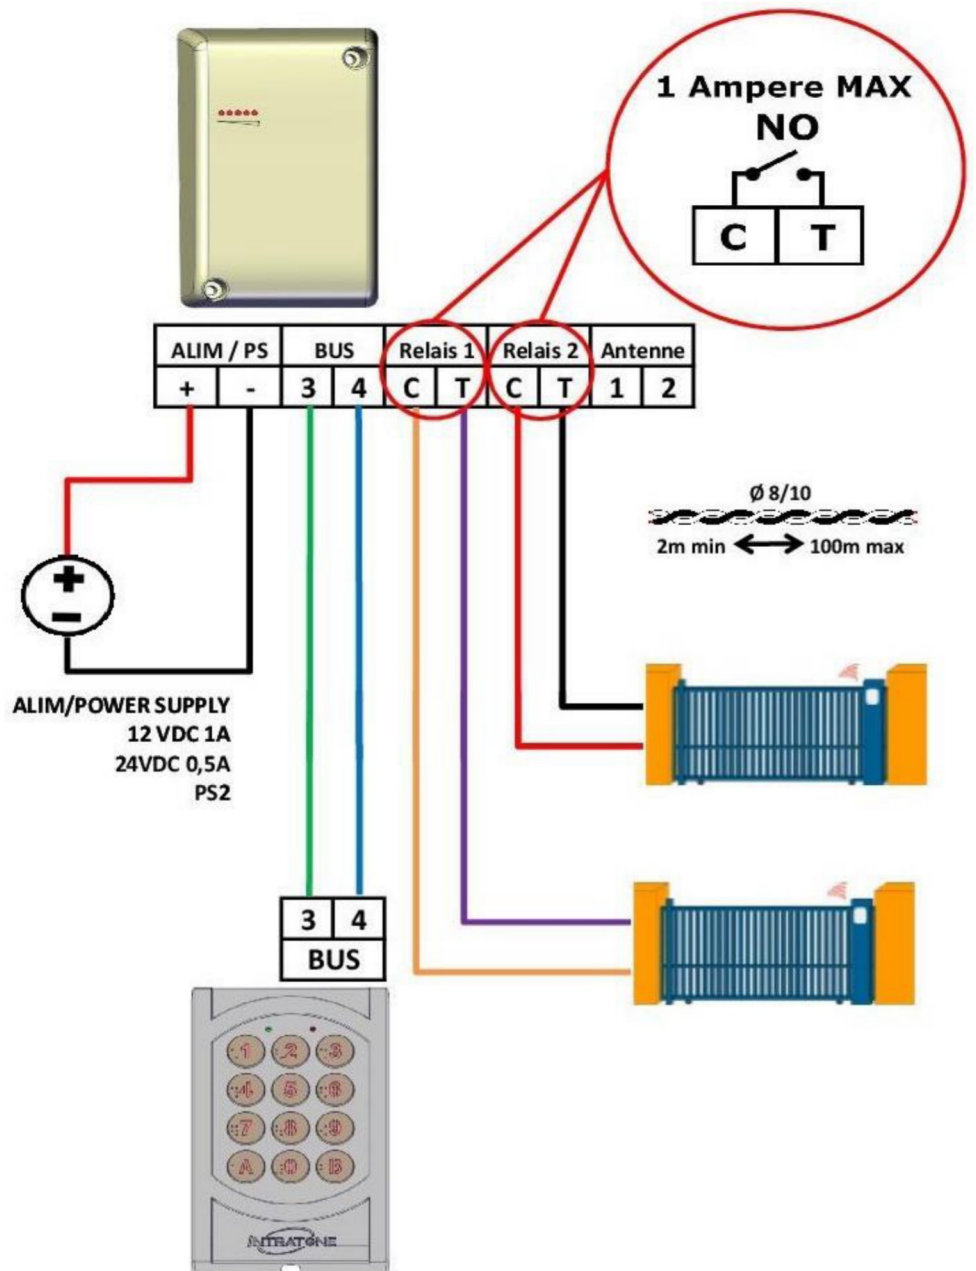 1 Ampere MAX
NO
C T
ALIM / PS BUS Relais 1 Relais 2 Antenne
+ - 3 4 C T C T 1 2
Ø 8/10
2m min 100m max
+
-
ALIM/POWER SUPPLY
12 VDC 1A
24VDC 0,5A
PS2
3 4
BUS
1 2 3
4 5 6
7 8 9
A 0 B
INTRATONE